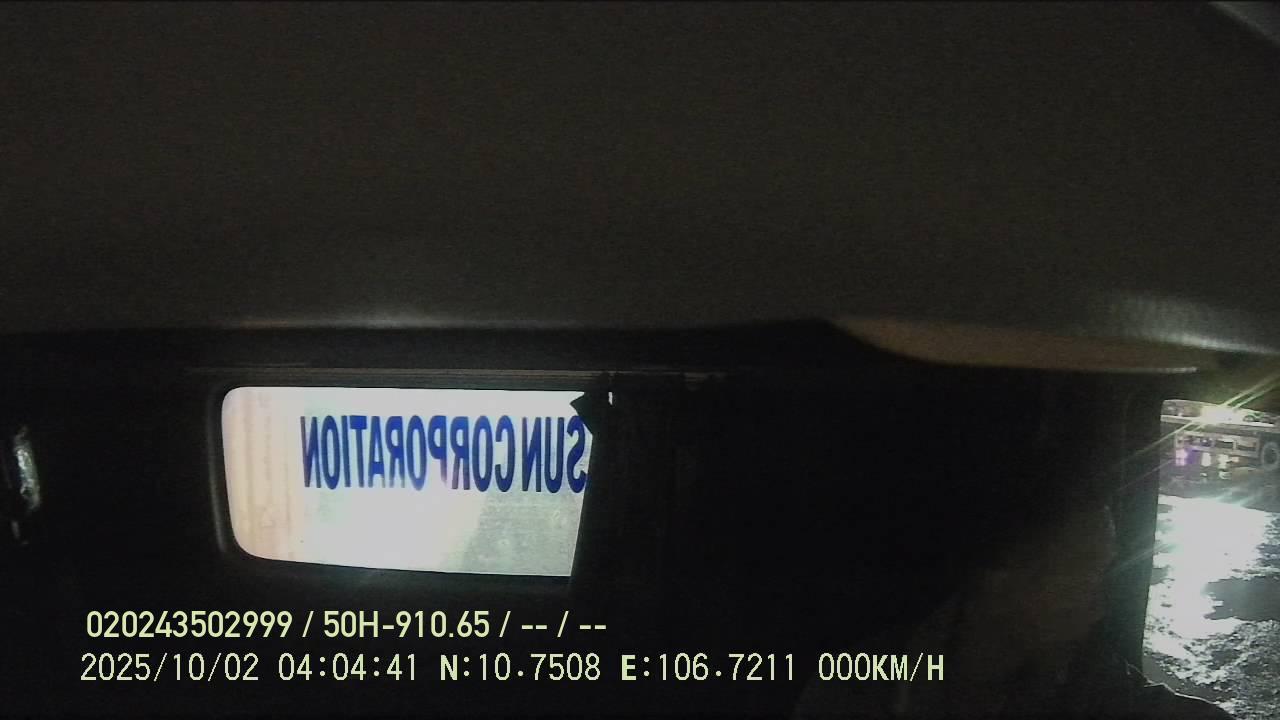 SUN CORPORATION
020243502999 / 50H-910.65 / -- / --
2025/10/02 04:04:41 N:10.7508 E:106.7211 000KM/H